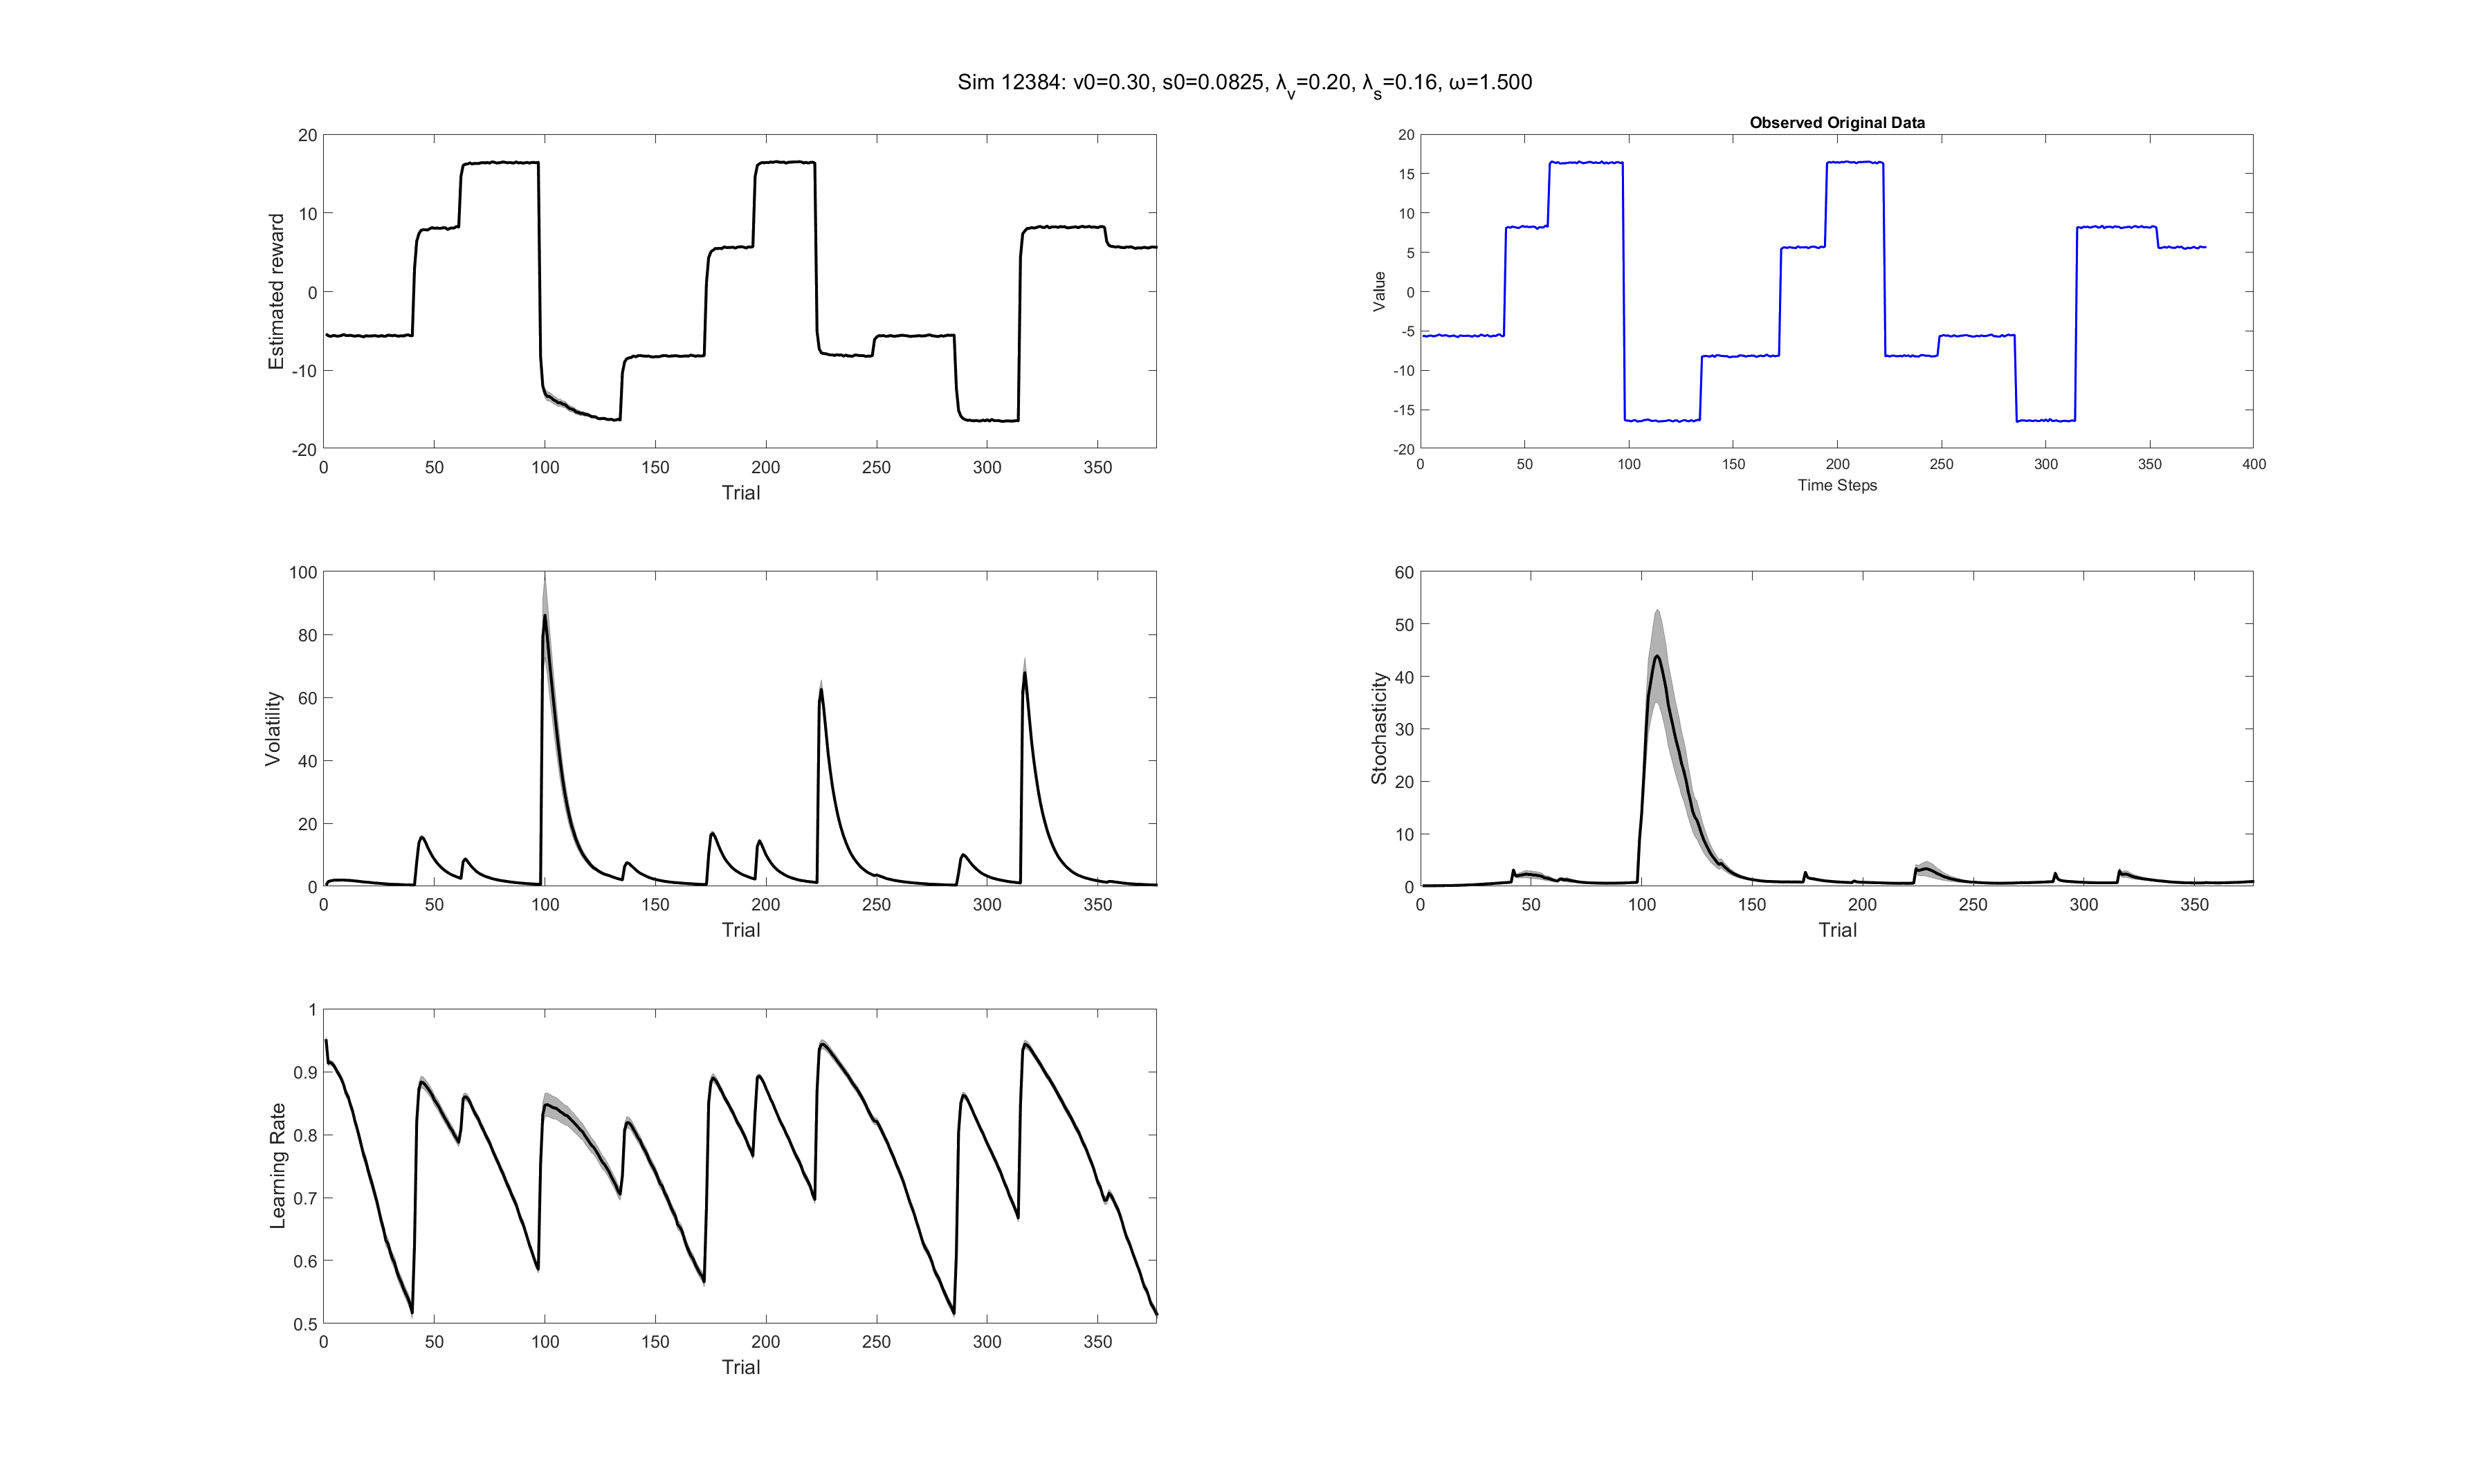 Sim 12384: v0=0.30, s0=0.0825, λv=0.20, λs=0.16, ω=1.500
Estimated reward
20
10
0
-10
-20
0 50 100 150 200 250 300 350
Trial
Observed Original Data
Value
20
15
10
5
0
-5
-10
-15
-20
0 50 100 150 200 250 300 350 400
Time Steps
Volatility
100
80
60
40
20
0
0 50 100 150 200 250 300 350
Trial
Stochasticity
60
50
40
30
20
10
0
0 50 100 150 200 250 300 350
Trial
Learning Rate
1
0.9
0.8
0.7
0.6
0.5
0 50 100 150 200 250 300 350
Trial